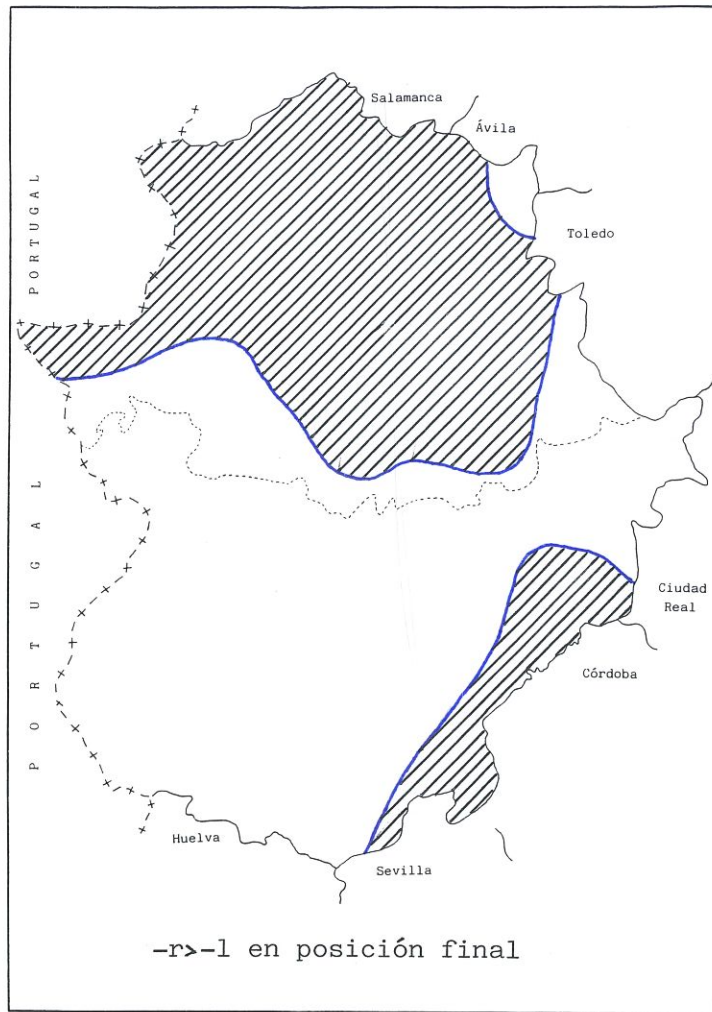 Salamanca
Ávila
PORTUGAL
Toledo
PORTUGAL
Ciudad
Real
Córdoba
Huelva
Sevilla
-r>-l en posición final